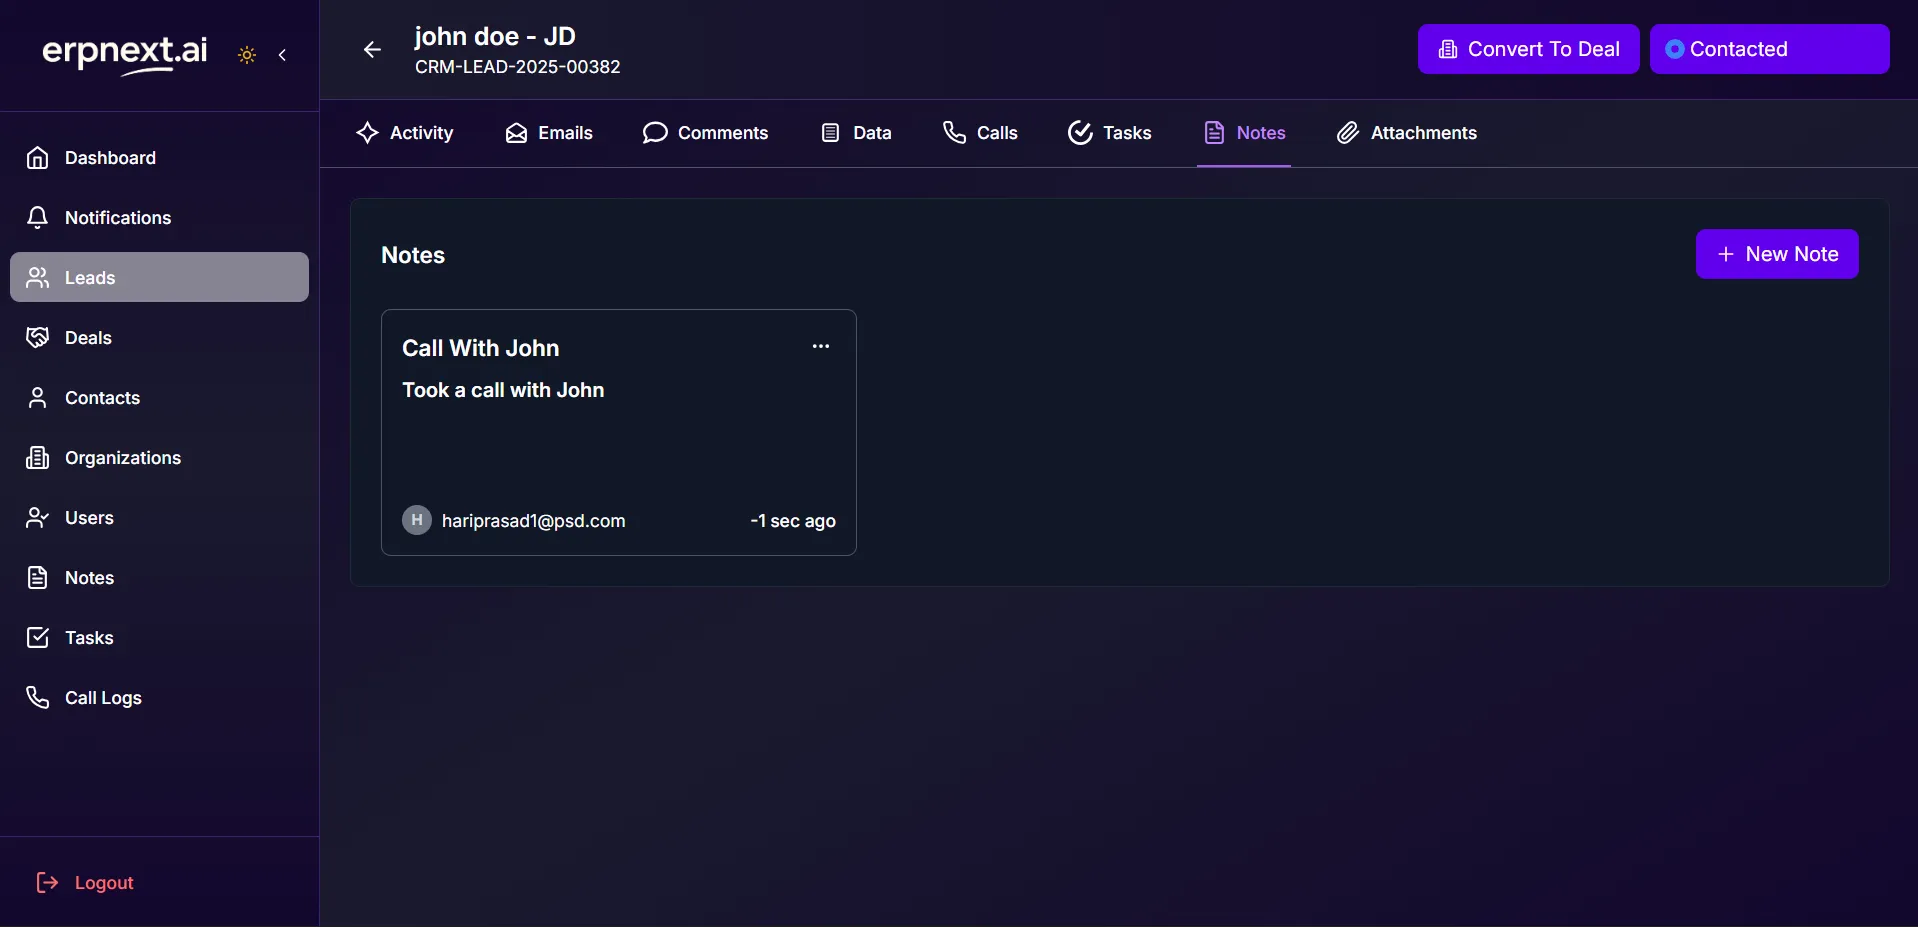 erpnext.ai
Dashboard
Notifications
Leads
Deals
Contacts
Organizations
Users
Notes
Tasks
Call Logs
Logout
john doe - JD
CRM-LEAD-2025-00382
Convert To Deal
Contacted
Activity
Emails
Comments
Data
Calls
Tasks
Notes
Attachments
Notes
+ New Note
Call With John
...
Took a call with John
H
hariprasad1@psd.com
-1 sec ago